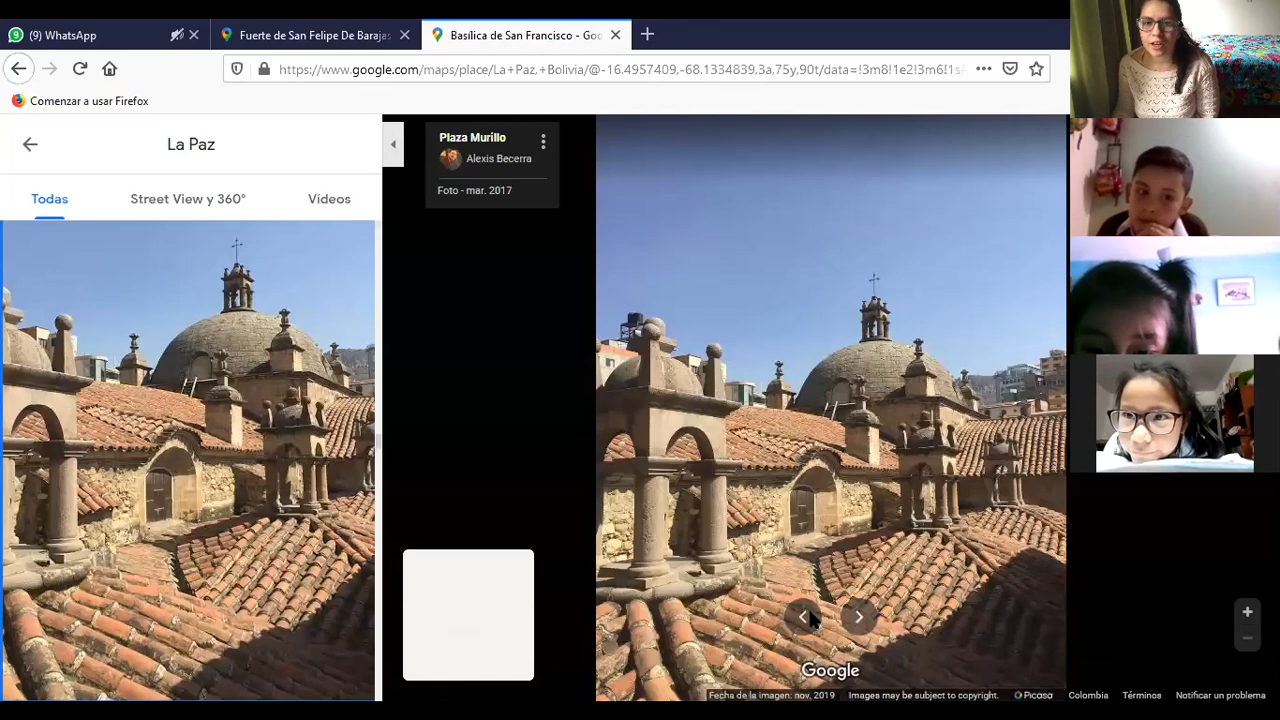 (9) WhatsApp
Fuerte de San Felipe De Barajas
Basílica de San Francisco - Goo
https://www.google.com/maps/place/La+Paz,+Bolivia/@-16.4957409,-68.1334839,3a,75y,90t/data=!3m8!1e2!3m6!1s
Comenzar a usar Firefox
La Paz
Todas
Street View y 360°
Vídeos
Plaza Murillo
Alexis Becerra
Foto - mar. 2017
Google
Fecha de la imagen: nov. 2019 Images may be subject to copyright. Picasa Colombia Términos Notificar un problema